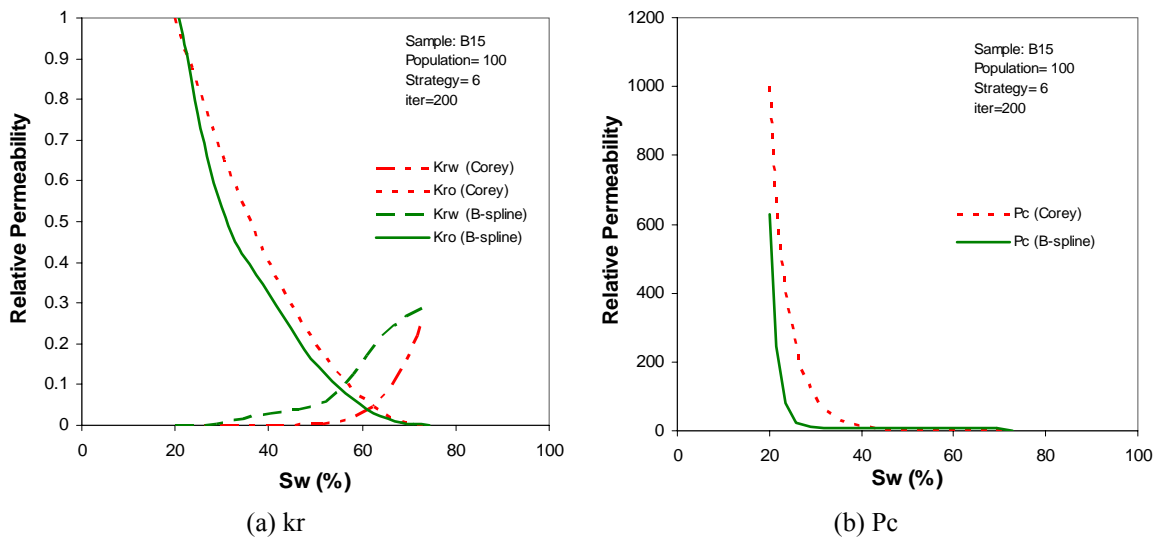 1
0.9
0.8
0.7
0.6
0.5
0.4
0.3
0.2
0.1
0
Relative Permeability
0 20 40 60 80 100
Sw (%)
Sample: B15
Population= 100
Strategy= 6
iter=200
Krw (Corey)
Kro (Corey)
Krw (B-spline)
Kro (B-spline)
(a) kr
1200
1000
800
600
400
200
0
Relative Permeability
0 20 40 60 80 100
Sw (%)
Sample: B15
Population= 100
Strategy= 6
iter=200
Pc (Corey)
Pc (B-spline)
(b) Pc